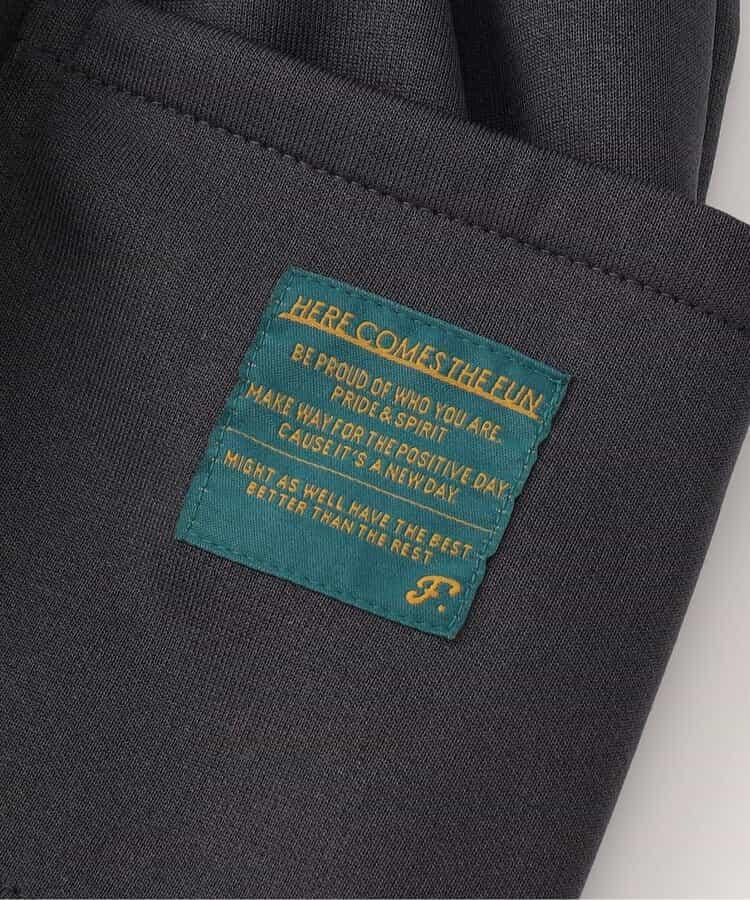 HERE COMES THE FUN
BE PROUD OF WHO YOU ARE.
PRIDE & SPIRIT
MAKE WAY FOR THE POSITIVE DAY,
CAUSE IT'S A NEW DAY
MIGHT AS WELL HAVE THE BEST
BETTER THAN THE REST
F.